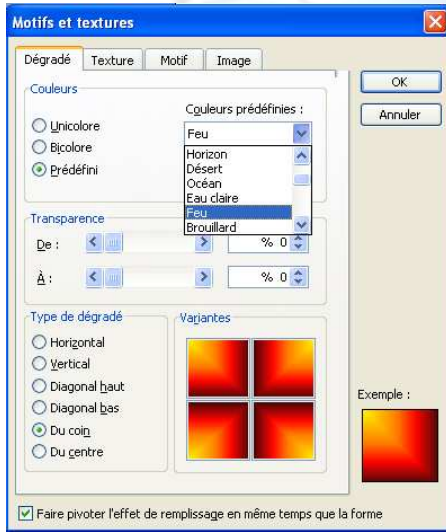 Motifs et textures
Dégradé Texture Motif Image
Couleurs
Unicolore
Bicolore
Prédéfini
Couleurs prédéfinies :
Feu
Horizon
Désert
Océan
Eau claire
Feu
Brouillard
OK
Annuler
Transparence
De : % 0
À : % 0
Type de dégradé
Horizontal
Vertical
Diagonal haut
Diagonal bas
Du coin
Du centre
Variantes
Exemple :
Faire pivoter l'effet de remplissage en même temps que la forme